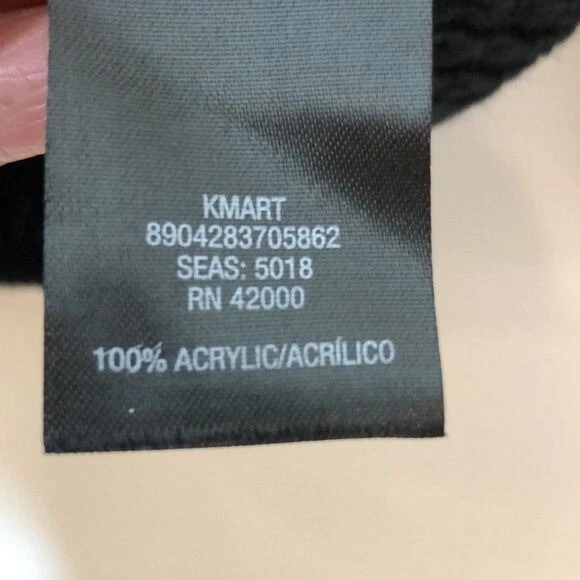 KMART
8904283705862
SEAS: 5018
RN 42000
100% ACRYLIC/ACRÍLICO